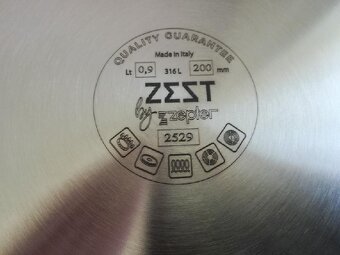 QUALITY GUARANTEE
Made in Italy
Lt 0,9 316 L 200 mm
ZEST
by zepter
2529